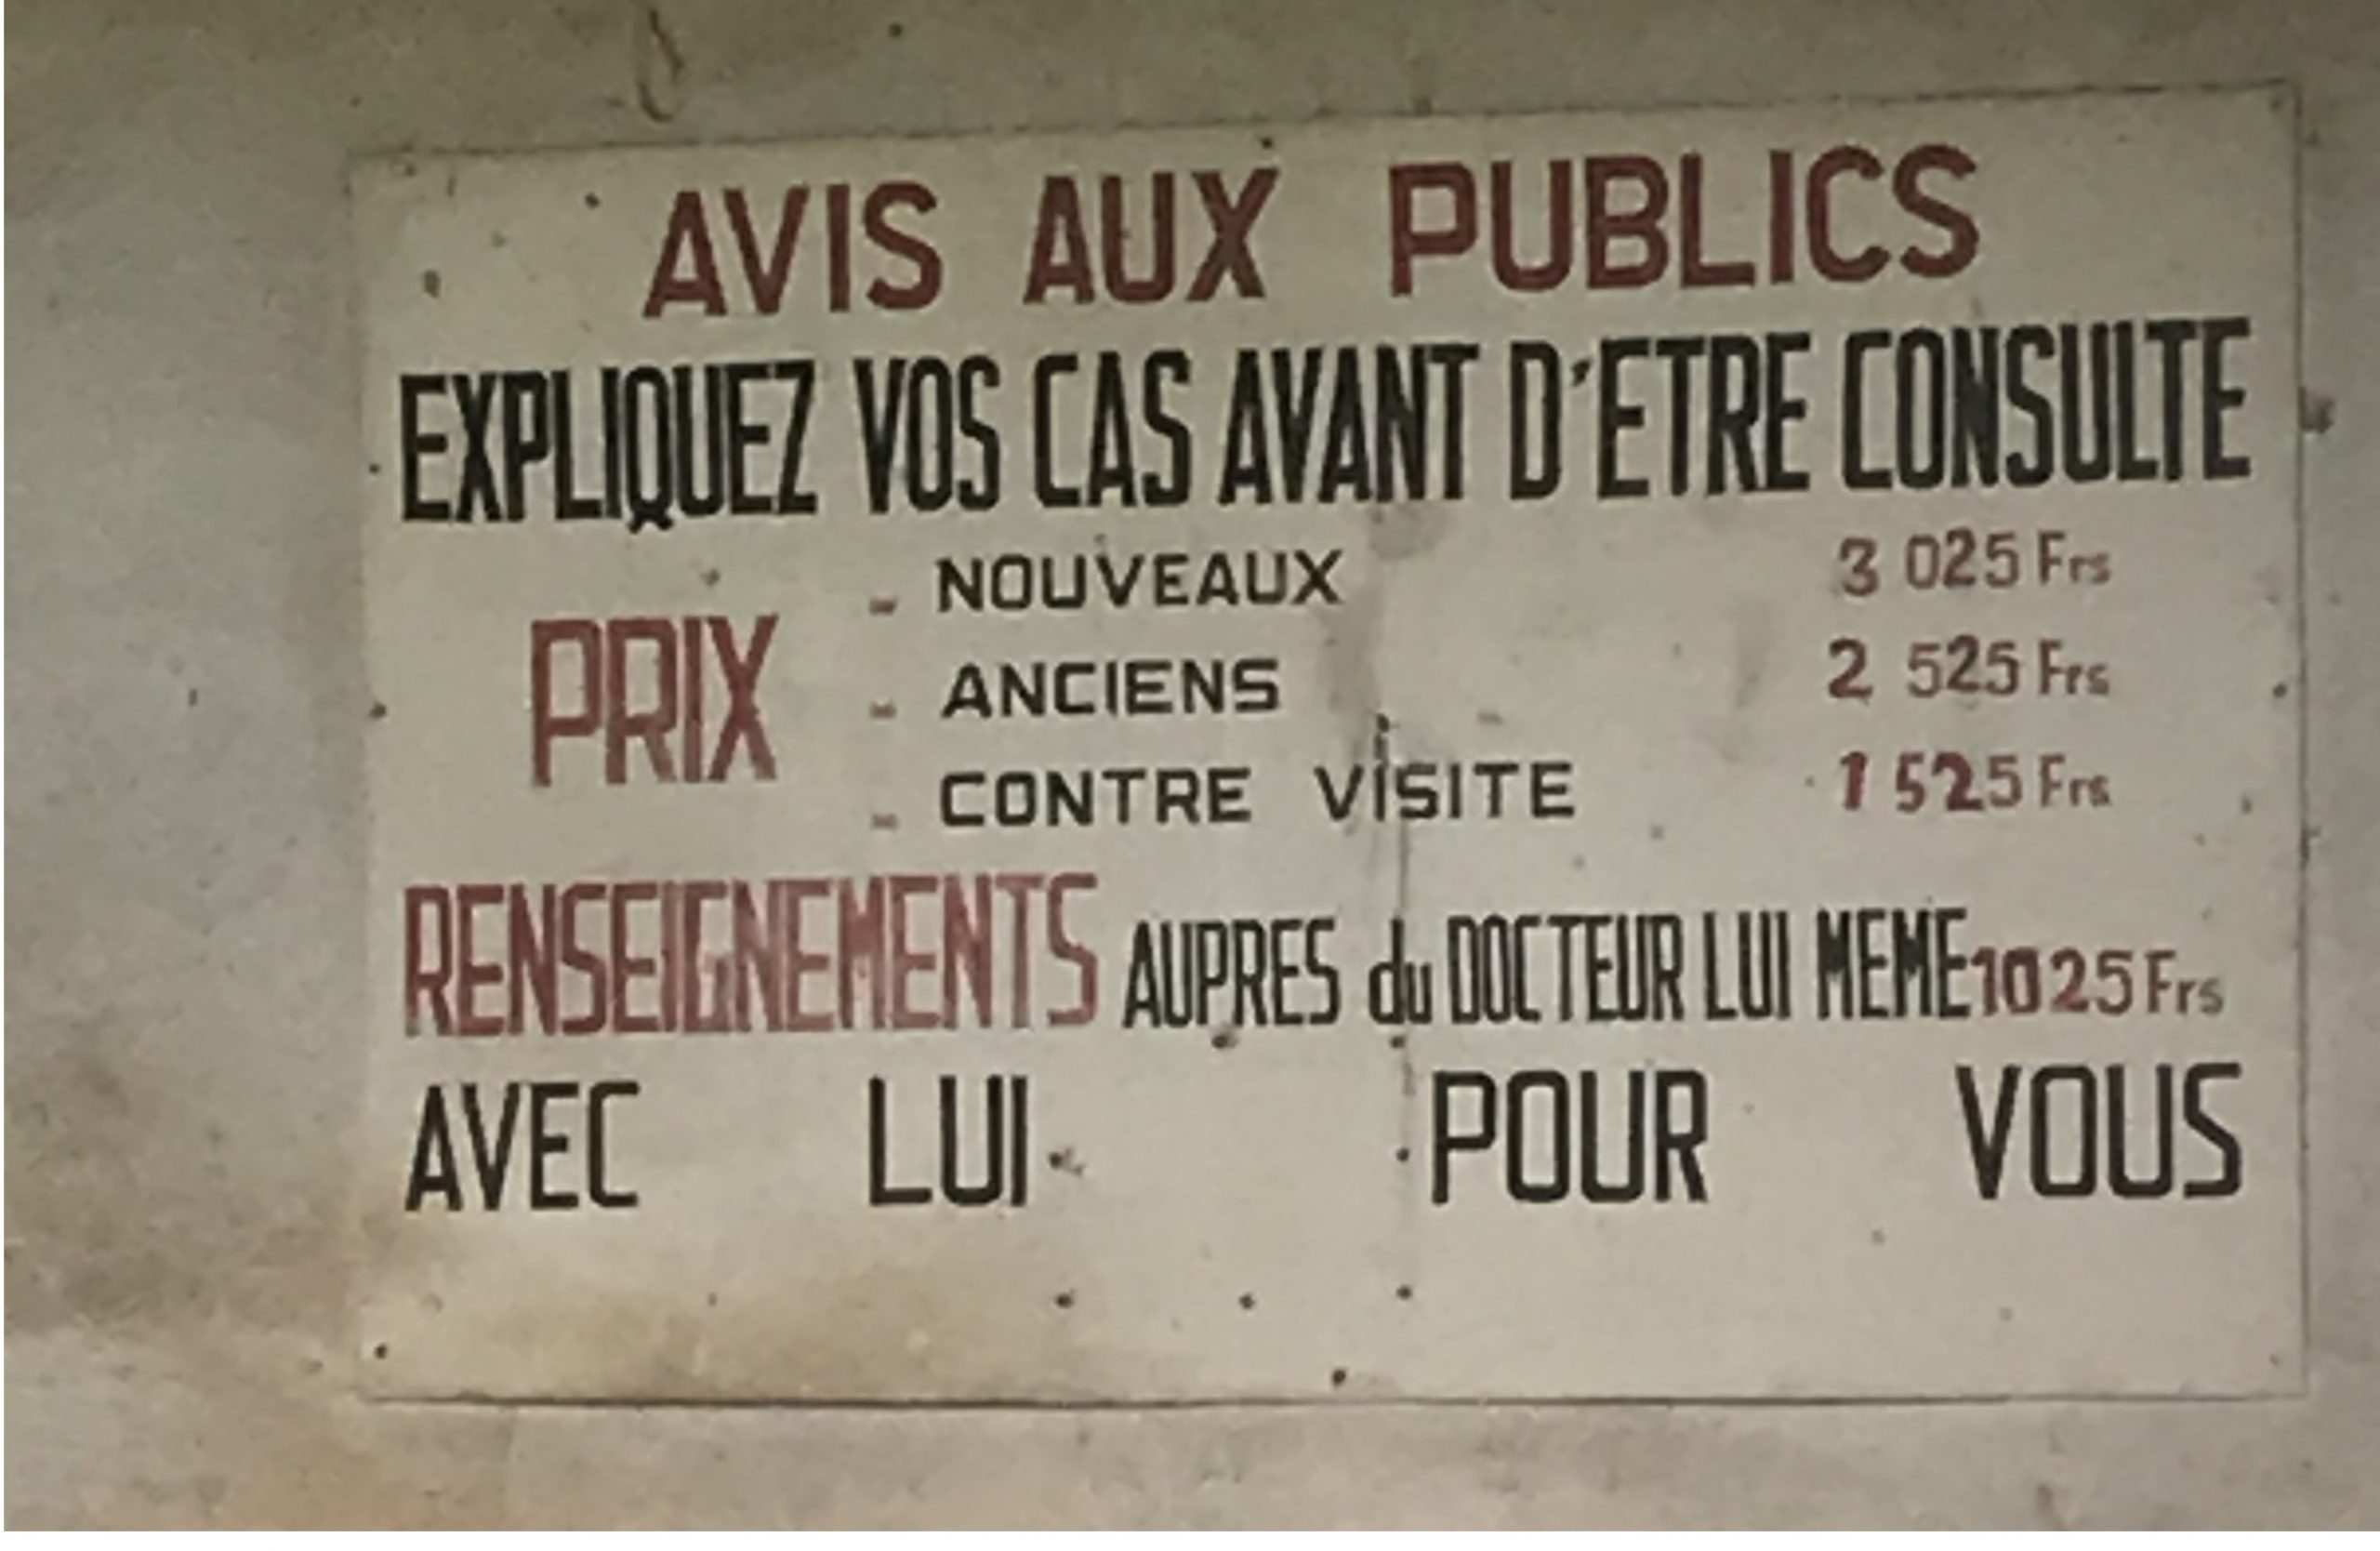 AVIS AUX PUBLICS
EXPLIQUEZ VOS CAS AVANT D'ETRE CONSULTE
PRIX
- NOUVEAUX 3 025 Frs
- ANCIENS 2 525 Frs
- CONTRE VISITE 1 525 Frs
RENSEIGNEMENTS AUPRES du DOCTEUR LUI MEME 1025 Frs
AVEC LUI POUR VOUS